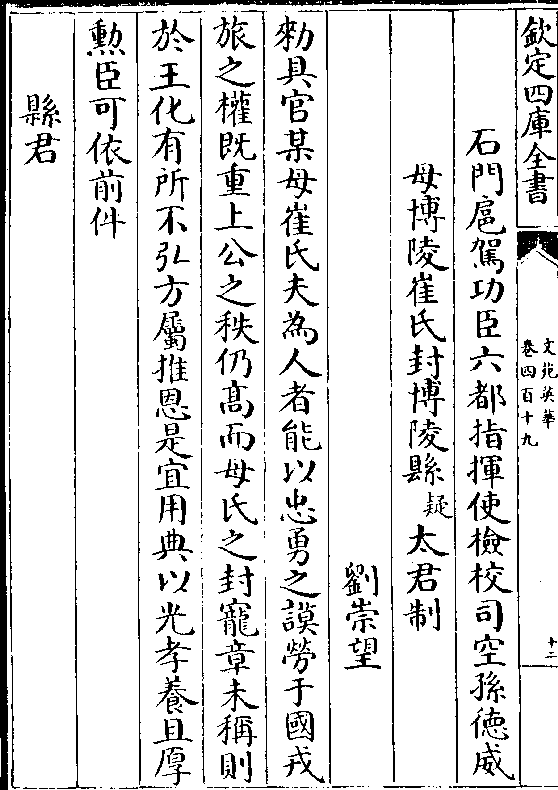 欽定四庫全書
文苑英華
卷四百十九
十二
石門扈駕功臣六都指揮使檢校司空孫德威
母博陵崔氏封博陵縣疑太君制
劉崇望
勑具官某母崔氏夫為人者能以忠勇之謨勞于國戎
旅之權既重上公之秩仍髙而母氏之封寵章未稱則
於王化有所不弘方屬推恩是宜用典以光孝養且厚
勲臣可依前件
縣君